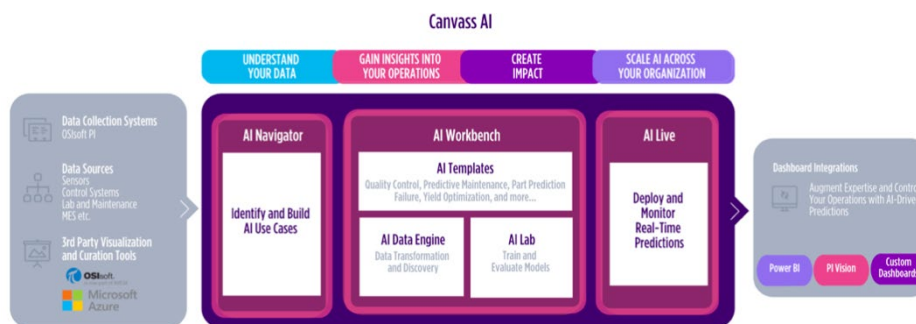 Canvass AI
UNDERSTAND
YOUR DATA
GAIN INSIGHTS INTO
YOUR OPERATIONS
CREATE
IMPACT
SCALE AI ACROSS
YOUR ORGANIZATION
Data Collection Systems
OSIsoft PI
Data Sources
Sensors
Control Systems
Lab and Maintenance
MES etc.
3rd Party Visualization
and Curation Tools
OSIsoft.
Microsoft
Azure
AI Navigator
Identify and Build
AI Use Cases
AI Workbench
AI Templates
Quality Control, Predictive Maintenance, Part Prediction
Failure, Yield Optimization, and more...
AI Data Engine
Data Transformation
and Discovery
AI Lab
Train and
Evaluate Models
AI Live
Deploy and
Monitor
Real-Time
Predictions
Dashboard Integrations
Augment Expertise and Contro
Your Operations with AI-Drive
Predictions
Power BI
PI Vision
Custom
Dashboards